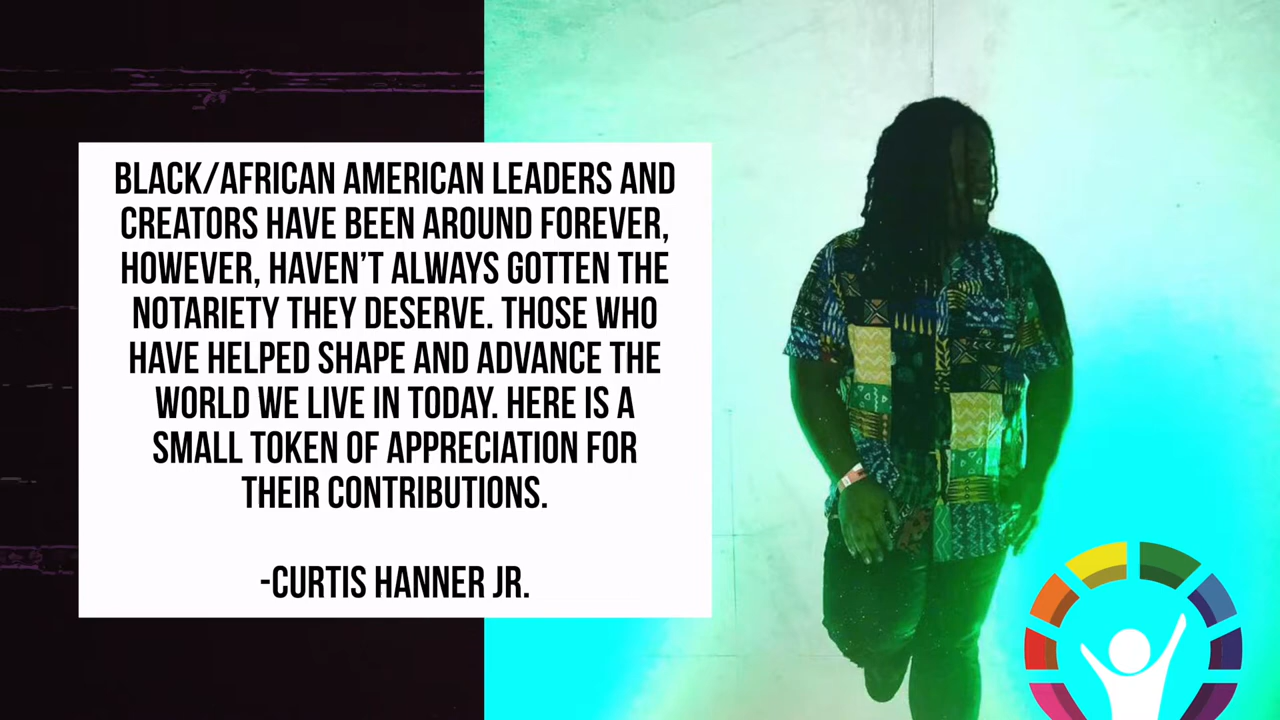 BLACK/AFRICAN AMERICAN LEADERS AND
CREATORS HAVE BEEN AROUND FOREVER,
HOWEVER, HAVEN'T ALWAYS GOTTEN THE
NOTARIETY THEY DESERVE. THOSE WHO
HAVE HELPED SHAPE AND ADVANCE THE
WORLD WE LIVE IN TODAY. HERE IS A
SMALL TOKEN OF APPRECIATION FOR
THEIR CONTRIBUTIONS.
-CURTIS HANNER JR.